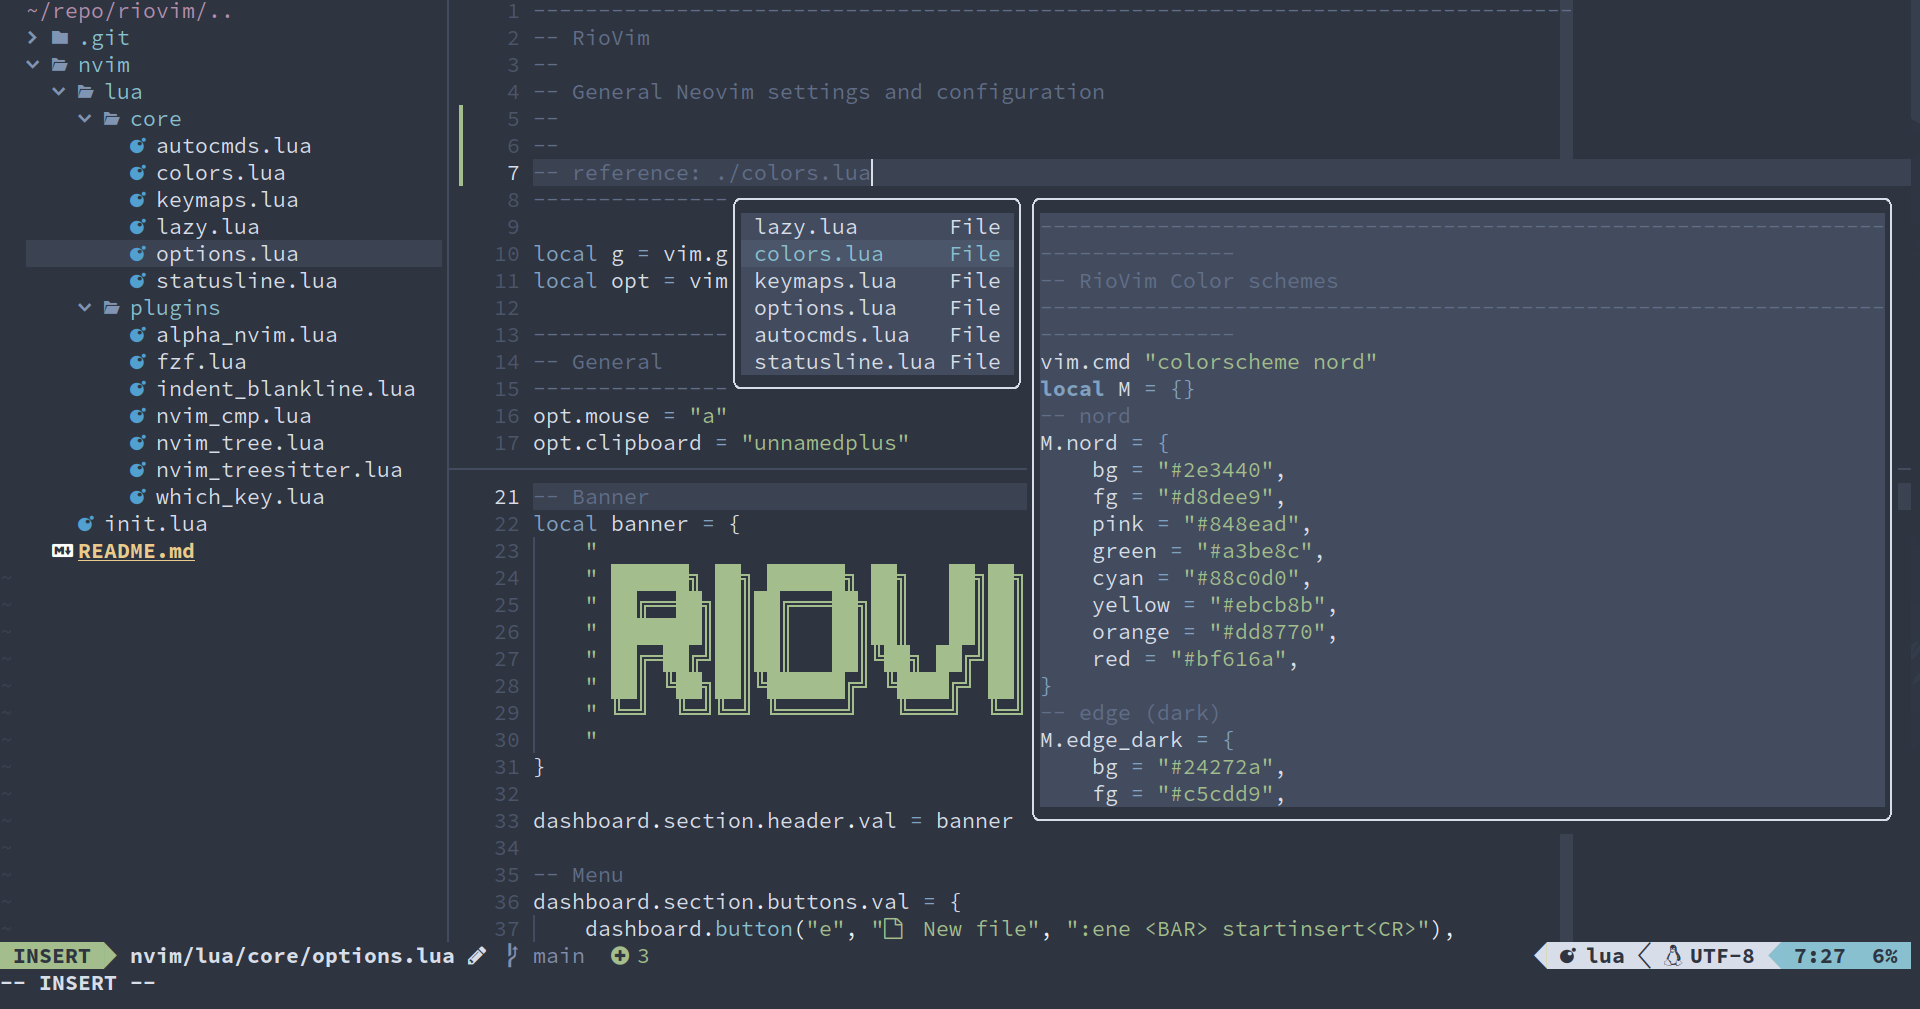 ~/repo/riovim/..
.git
nvim
lua
core
autocmds.lua
colors.lua
keymaps.lua
lazy.lua
options.lua
statusline.lua
plugins
alpha_nvim.lua
fzf.lua
indent_blankline.lua
nvim_cmp.lua
nvim_tree.lua
nvim_treesitter.lua
which_key.lua
init.lua
README.md
1 --------------------------------------------------------------------------------
2 -- RioVim
3 --
4 -- General Neovim settings and configuration
5 --
6 --
7 -- reference: ./colors.lua
8 ---------------
9
10 local g = vim.g
11 local opt = vim
12
13 ---------------
14 -- General
15 ---------------
16 opt.mouse = "a"
17 opt.clipboard = "unnamedplus"
lazy.lua File
colors.lua File
keymaps.lua File
options.lua File
autocmds.lua File
statusline.lua File
-----------------------------------------------------------------
---------------
-- RioVim Color schemes
-----------------------------------------------------------------
---------------
vim.cmd "colorscheme nord"
local M = {}
-- nord
M.nord = {
bg = "#2e3440",
fg = "#d8dee9",
pink = "#848ead",
green = "#a3be8c",
cyan = "#88c0d0",
yellow = "#ebcb8b",
orange = "#dd8770",
red = "#bf616a",
}
-- edge (dark)
M.edge_dark = {
bg = "#24272a",
fg = "#c5cdd9",
21 -- Banner
22 local banner = {
23 "
24 "
25 "
26 "
27 "
28 "
29 "
30 "
RIOVI
31 }
32
33 dashboard.section.header.val = banner
34
35 -- Menu
36 dashboard.section.buttons.val = {
37 dashboard.button("e", " New file", ":ene <BAR> startinsert<CR>"),
INSERT nvim/lua/core/options.lua main 3 lua UTF-8 7:27 6%
-- INSERT --